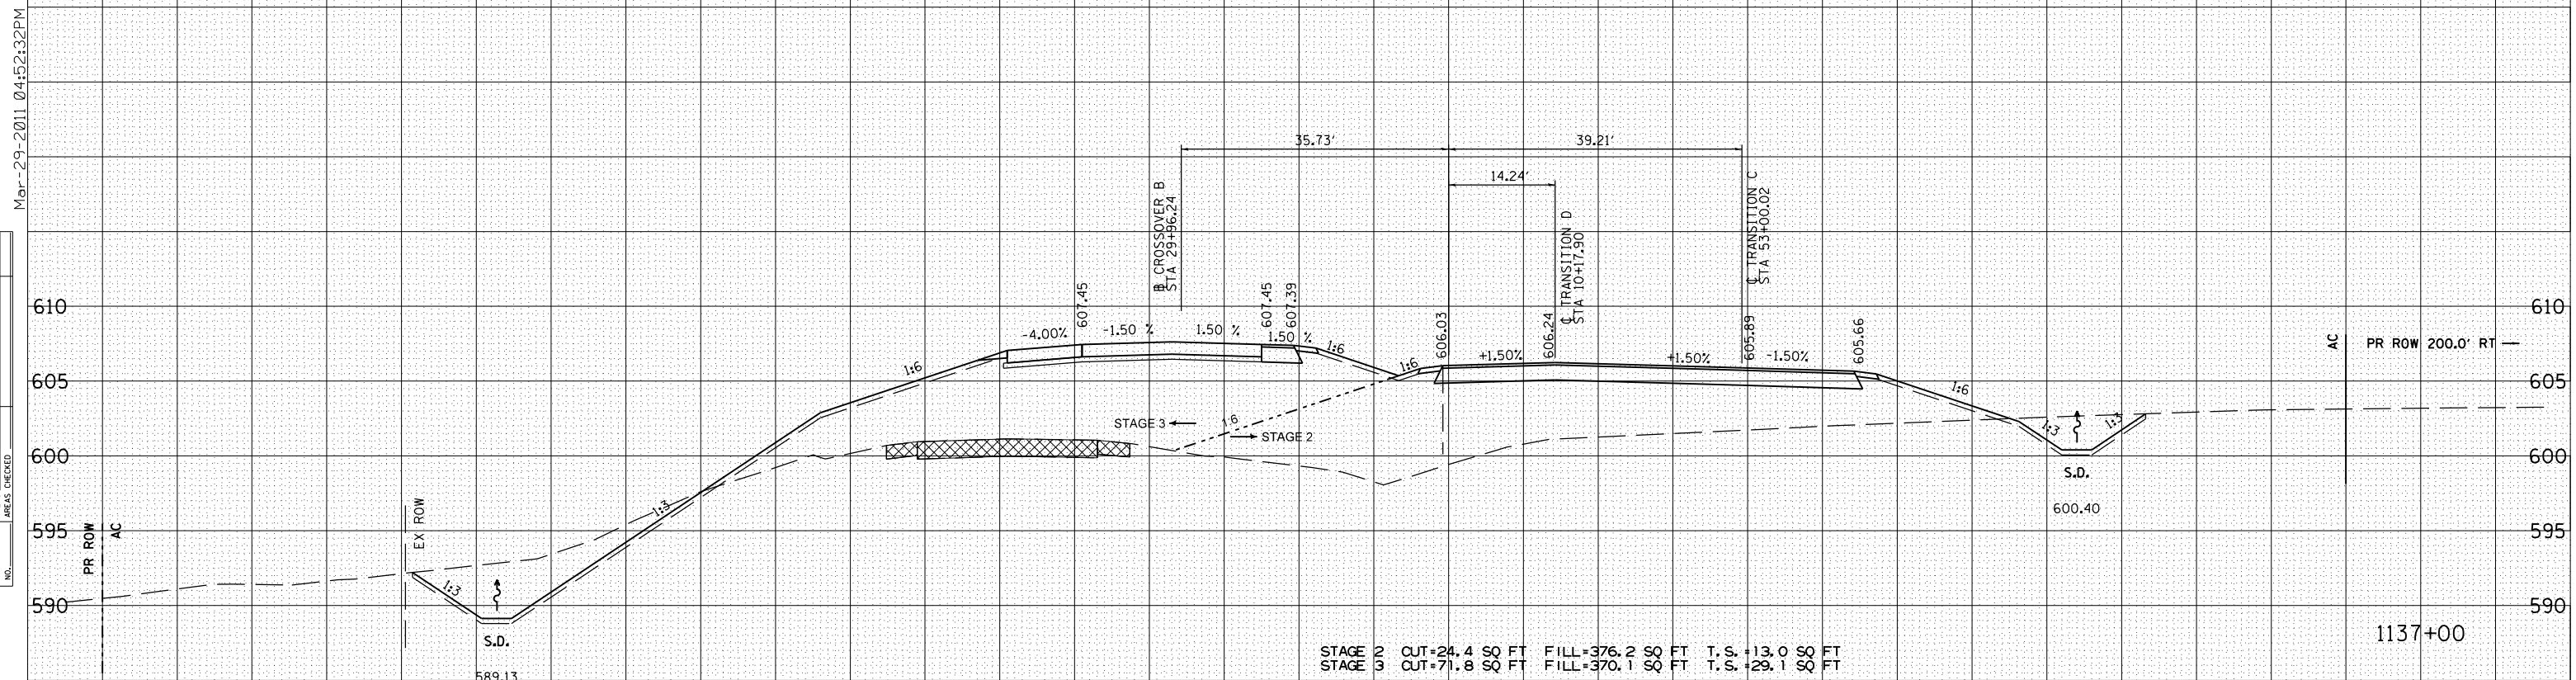 Mar-29-2011 04:52:32PM
AREAS CHECKED
NO.
35.73'
39.21'
14.24'
B CROSSOVER B
STA 29+96.24
℄ TRANSITION D
STA 10+17.90
℄ TRANSITION C
STA 53+00.02
610
607.45
607.45
607.39
606.03
606.24
605.89
605.66
610
-4.00%
-1.50 %
1.50 %
1.50 %
1:6
1:6
1:6
+1.50%
+1.50%
-1.50%
1:6
AC
PR ROW 200.0' RT
605
605
STAGE 3
1:6
STAGE 2
1:3
1:3
600
600
S.D.
600.40
EX ROW
1:3
595
PR ROW
AC
595
590
1:3
590
S.D.
589.13
1137+00
STAGE 2 CUT=24.4 SQ FT FILL=376.2 SQ FT T.S.=13.0 SQ FT
STAGE 3 CUT=71.8 SQ FT FILL=370.1 SQ FT T.S.=29.1 SQ FT